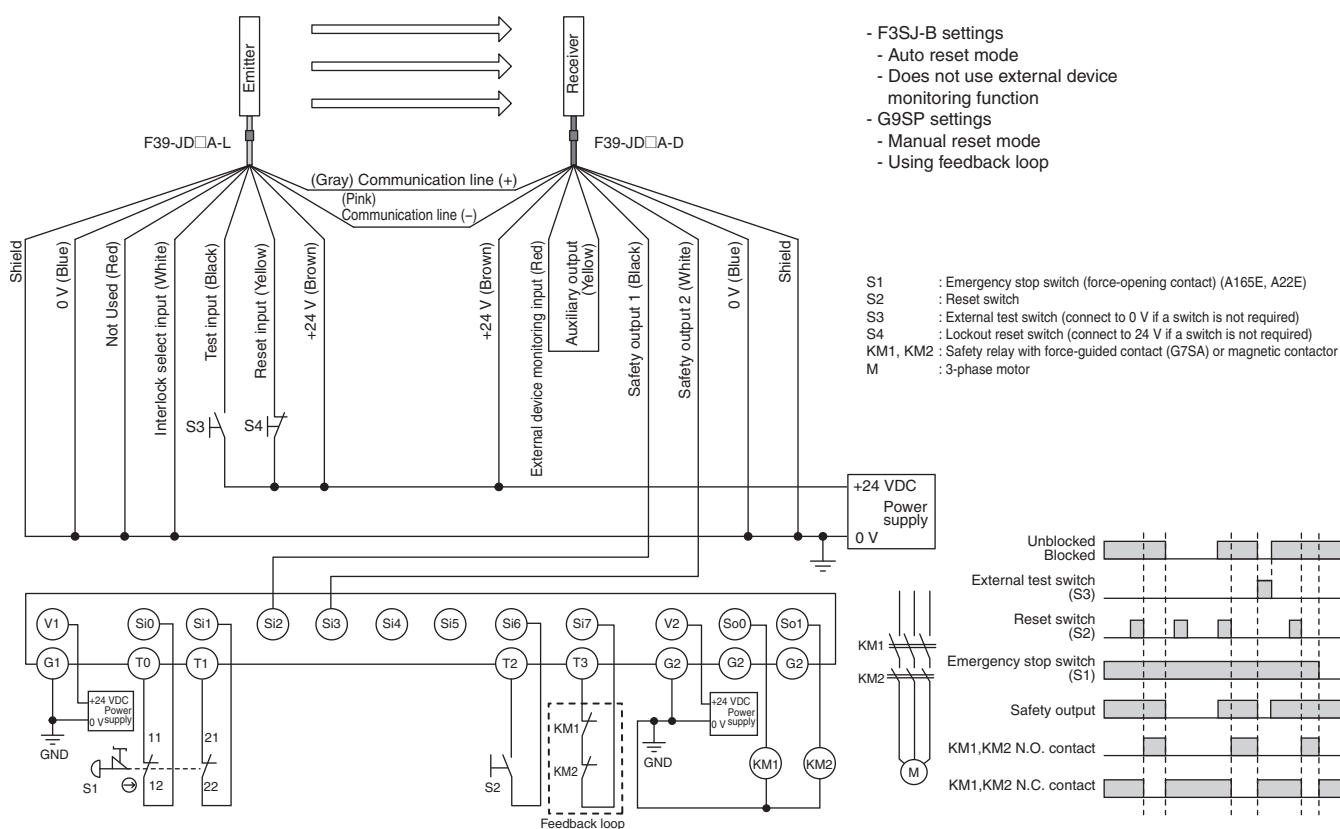 Emitter
Receiver
F39-JD□A-L
F39-JD□A-D
(Gray) Communication line (+)
(Pink)
Communication line (−)
Shield
0 V (Blue)
Not Used (Red)
Interlock select input (White)
Test input (Black)
Reset input (Yellow)
+24 V (Brown)
+24 V (Brown)
External device monitoring input (Red)
Auxiliary output
(Yellow)
Safety output 1 (Black)
Safety output 2 (White)
0 V (Blue)
Shield
- F3SJ-B settings
- Auto reset mode
- Does not use external device
monitoring function
- G9SP settings
- Manual reset mode
- Using feedback loop
S1 : Emergency stop switch (force-opening contact) (A165E, A22E)
S2 : Reset switch
S3 : External test switch (connect to 0 V if a switch is not required)
S4 : Lockout reset switch (connect to 24 V if a switch is not required)
KM1, KM2 : Safety relay with force-guided contact (G7SA) or magnetic contactor
M : 3-phase motor
S3
S4
+24 VDC
Power
supply
0 V
V1
Si0
Si1
Si2
Si3
Si4
Si5
Si6
Si7
V2
So0
So1
G1
T0
T1
T2
T3
G2
G2
G2
+24 VDC
Power
supply
0 V
GND
11
21
S1
12
22
S2
KM1
KM2
Feedback loop
+24 VDC
Power
supply
0 V
GND
KM1
KM2
KM1
KM2
M
Unblocked
Blocked
External test switch
(S3)
Reset switch
(S2)
Emergency stop switch
(S1)
Safety output
KM1,KM2 N.O. contact
KM1,KM2 N.C. contact